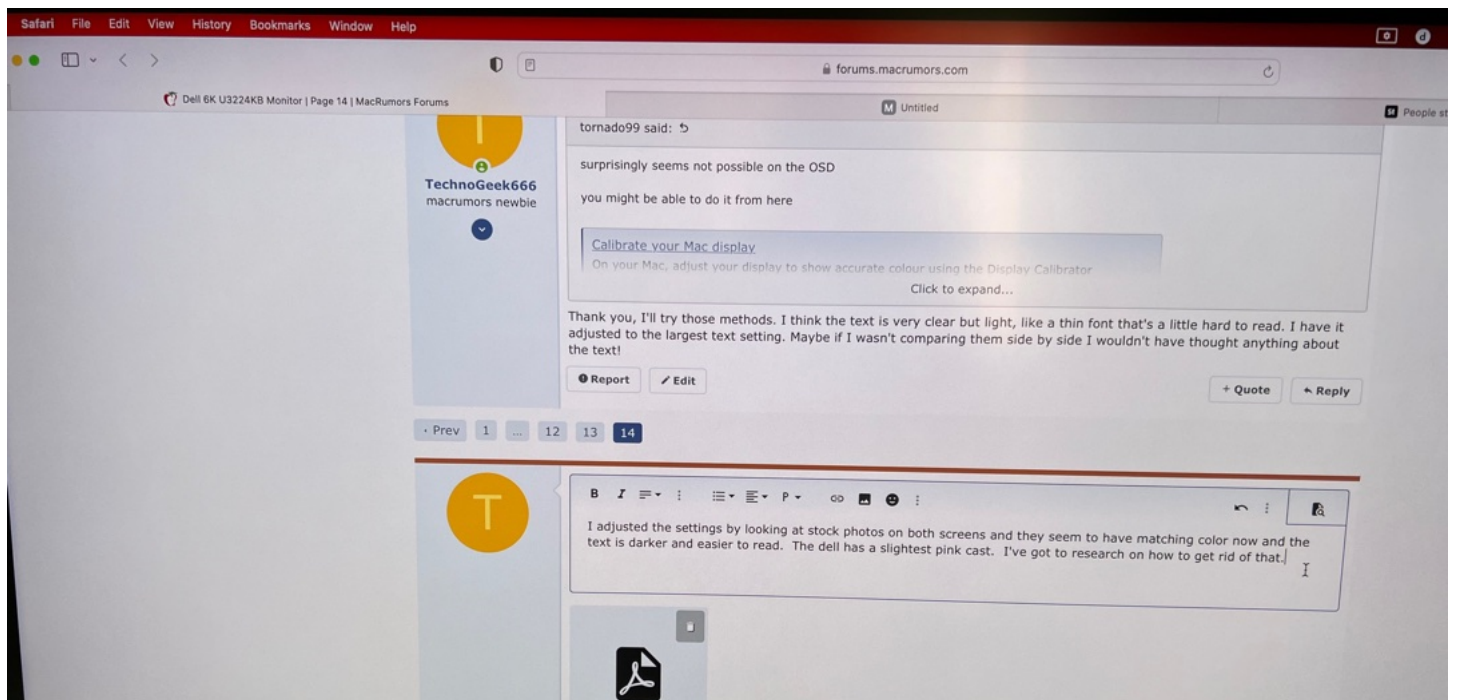 Safari File Edit View History Bookmarks Window Help
forums.macrumors.com
Dell 6K U3224KB Monitor | Page 14 | MacRumors Forums
M Untitled
People st
tornado99 said:
TechnoGeek666
macrumors newbie
surprisingly seems not possible on the OSD
you might be able to do it from here
Calibrate your Mac display
On your Mac, adjust your display to show accurate colour using the Display Calibrator
Click to expand...
Thank you, I'll try those methods. I think the text is very clear but light, like a thin font that's a little hard to read. I have it
adjusted to the largest text setting. Maybe if I wasn't comparing them side by side I wouldn't have thought anything about
the text!
Report Edit
+ Quote Reply
Prev 1 ... 12 13 14
T
B I P
I adjusted the settings by looking at stock photos on both screens and they seem to have matching color now and the
text is darker and easier to read. The dell has a slightest pink cast. I've got to research on how to get rid of that.